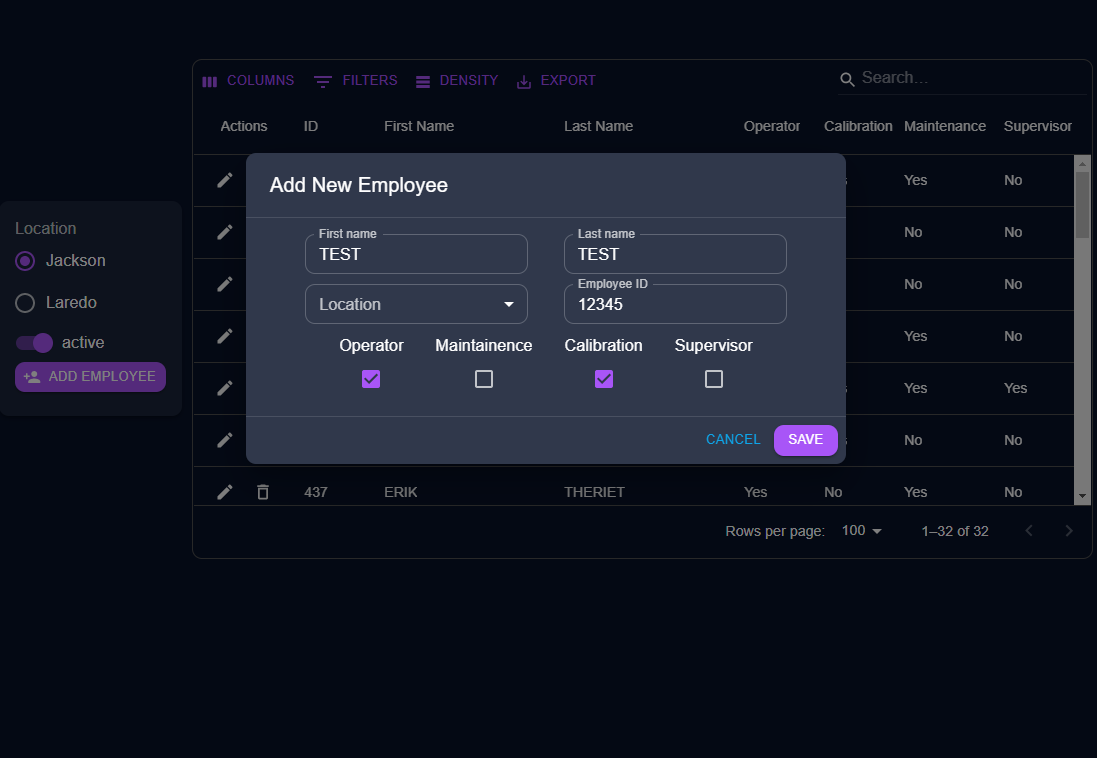 COLUMNS FILTERS DENSITY EXPORT Search...
Actions ID First Name Last Name Operator Calibration Maintenance Supervisor
Location
Jackson
Laredo
active
ADD EMPLOYEE
Add New Employee
First name Last name
TEST TEST
Location Employee ID
12345
Operator Maintainence Calibration Supervisor
CANCEL SAVE
Yes No
No No
No No
Yes No
Yes Yes
No No
437 ERIK THERIET Yes No Yes No
Rows per page: 100 1–32 of 32